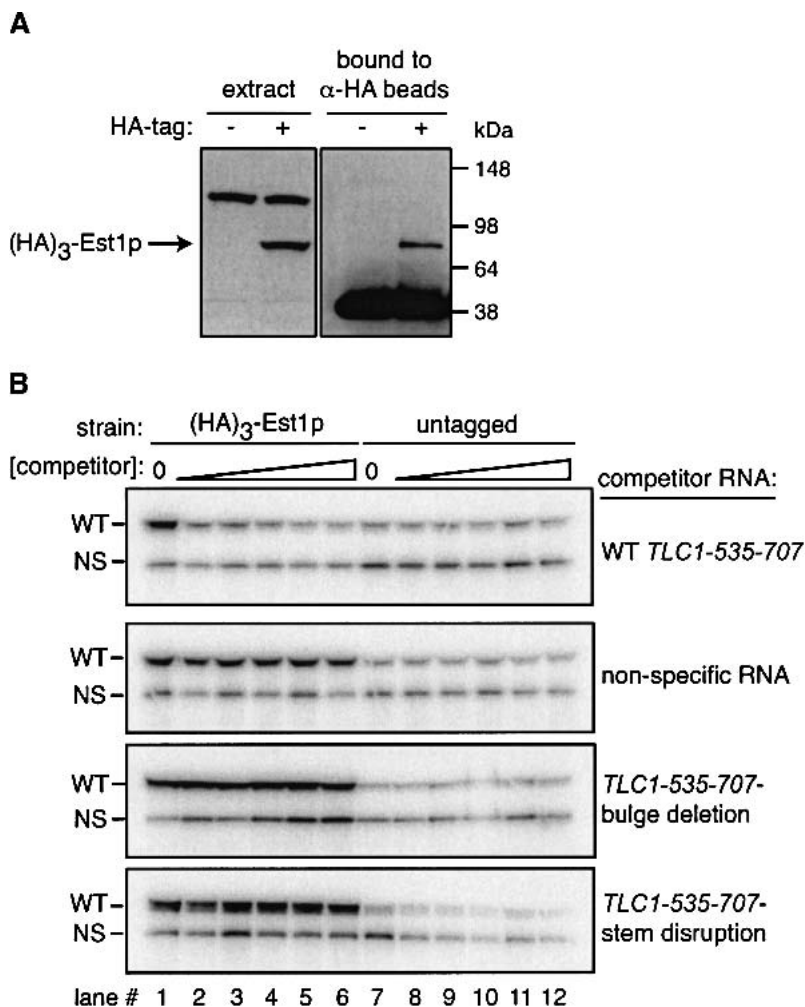 A
extract
bound to
α-HA beads
HA-tag: - + - + kDa
148
98
(HA)3-Est1p
64
38
B
strain: (HA)3-Est1p untagged
[competitor]: 0 0
competitor RNA:
WT
NS
WT TLC1-535-707
WT
NS
non-specific RNA
WT
NS
TLC1-535-707-
bulge deletion
WT
NS
TLC1-535-707-
stem disruption
lane # 1 2 3 4 5 6 7 8 9 10 11 12